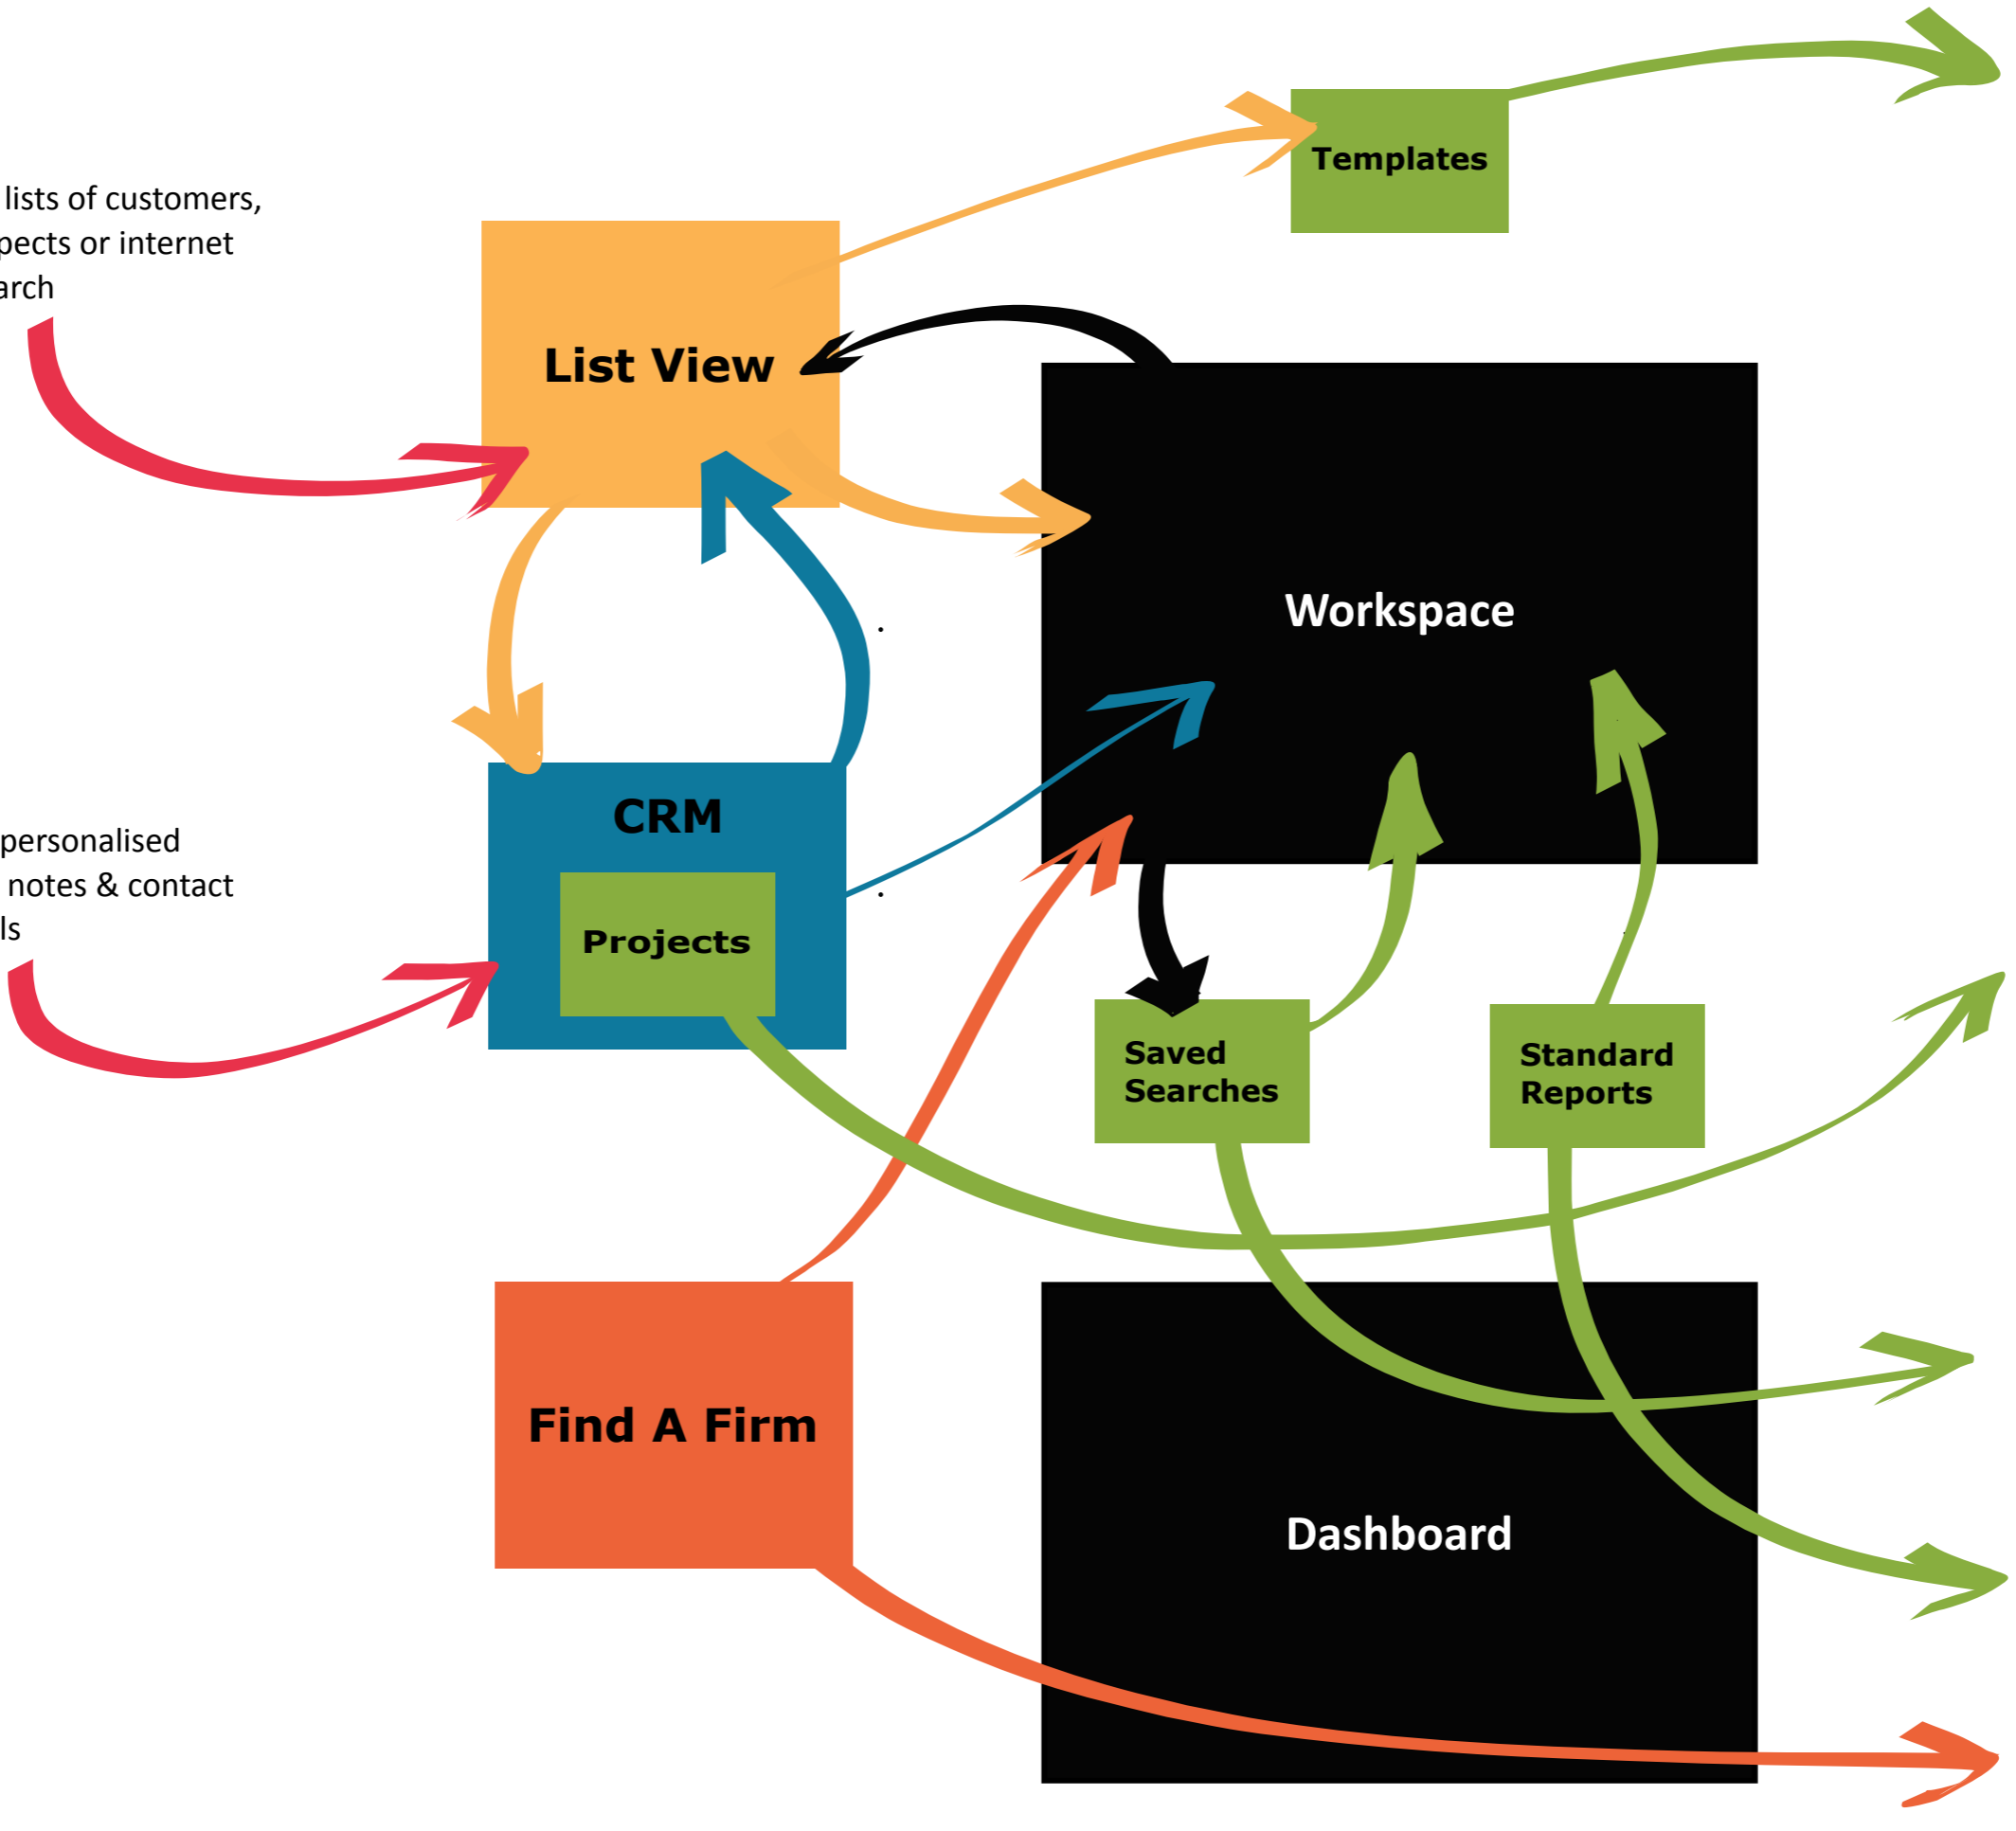 Templates
lists of customers,
pects or internet
arch
List View
Workspace
CRM
personalised
notes & contact
ls
Projects
Saved
Searches
Standard
Reports
Find A Firm
Dashboard